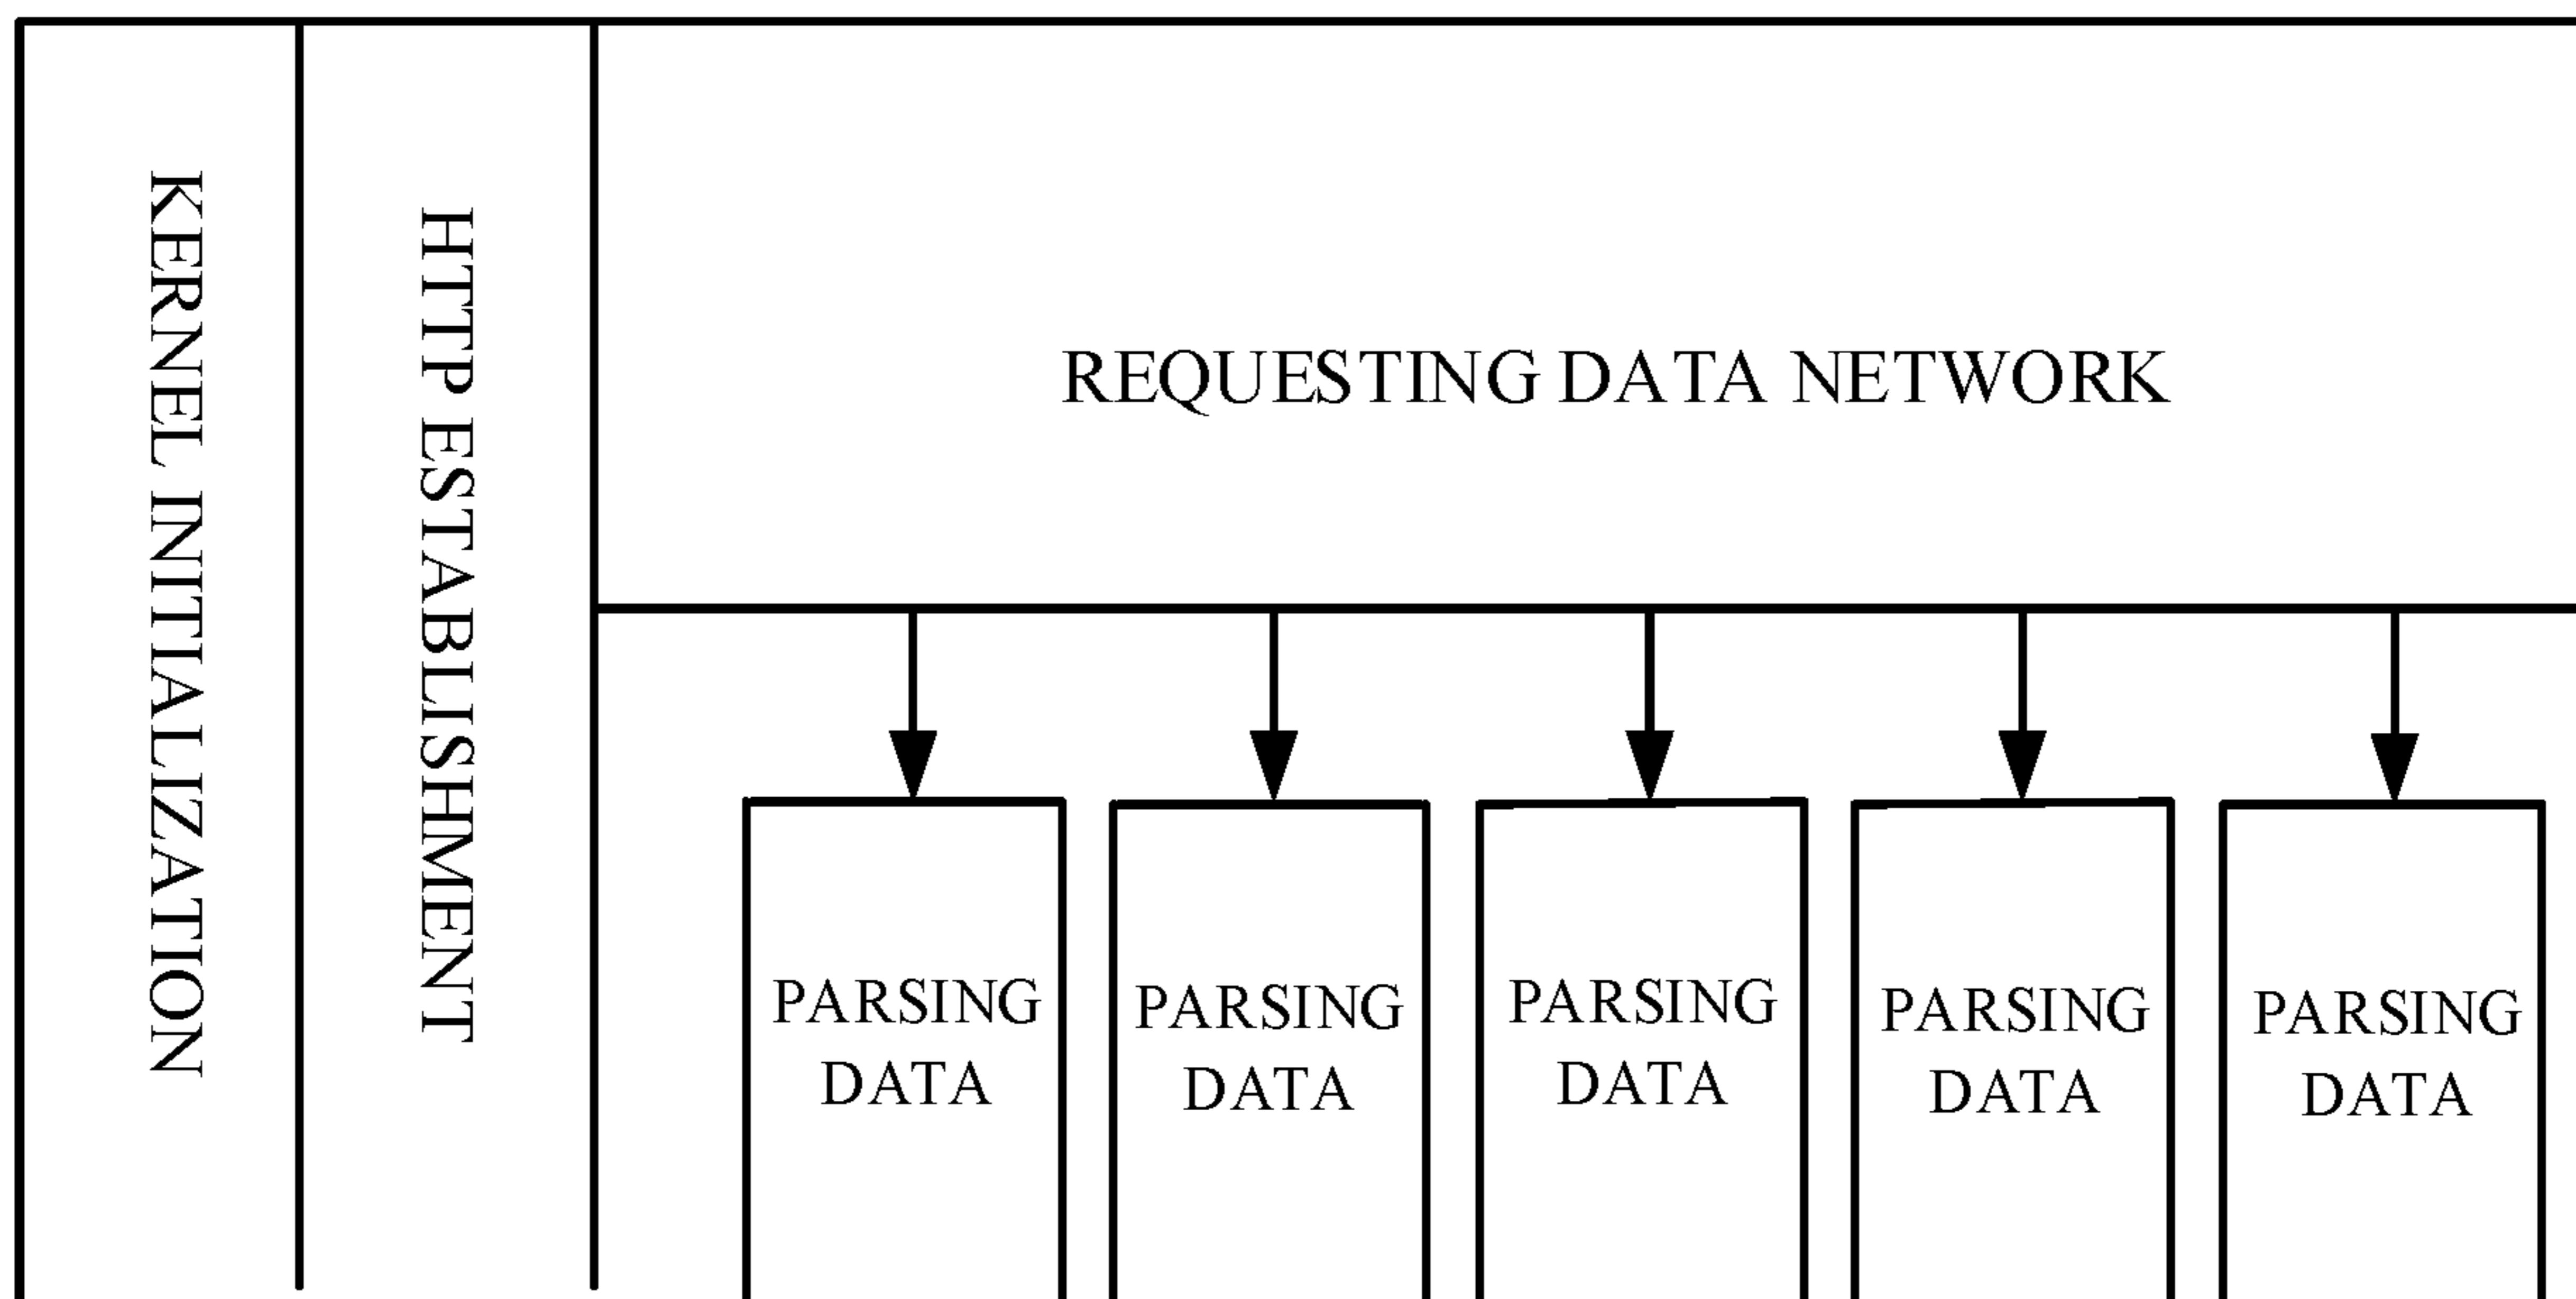 KERNEL INITIALIZATION
HTTP ESTABLISHMENT
REQUESTING DATA NETWORK
PARSING
DATA
PARSING
DATA
PARSING
DATA
PARSING
DATA
PARSING
DATA